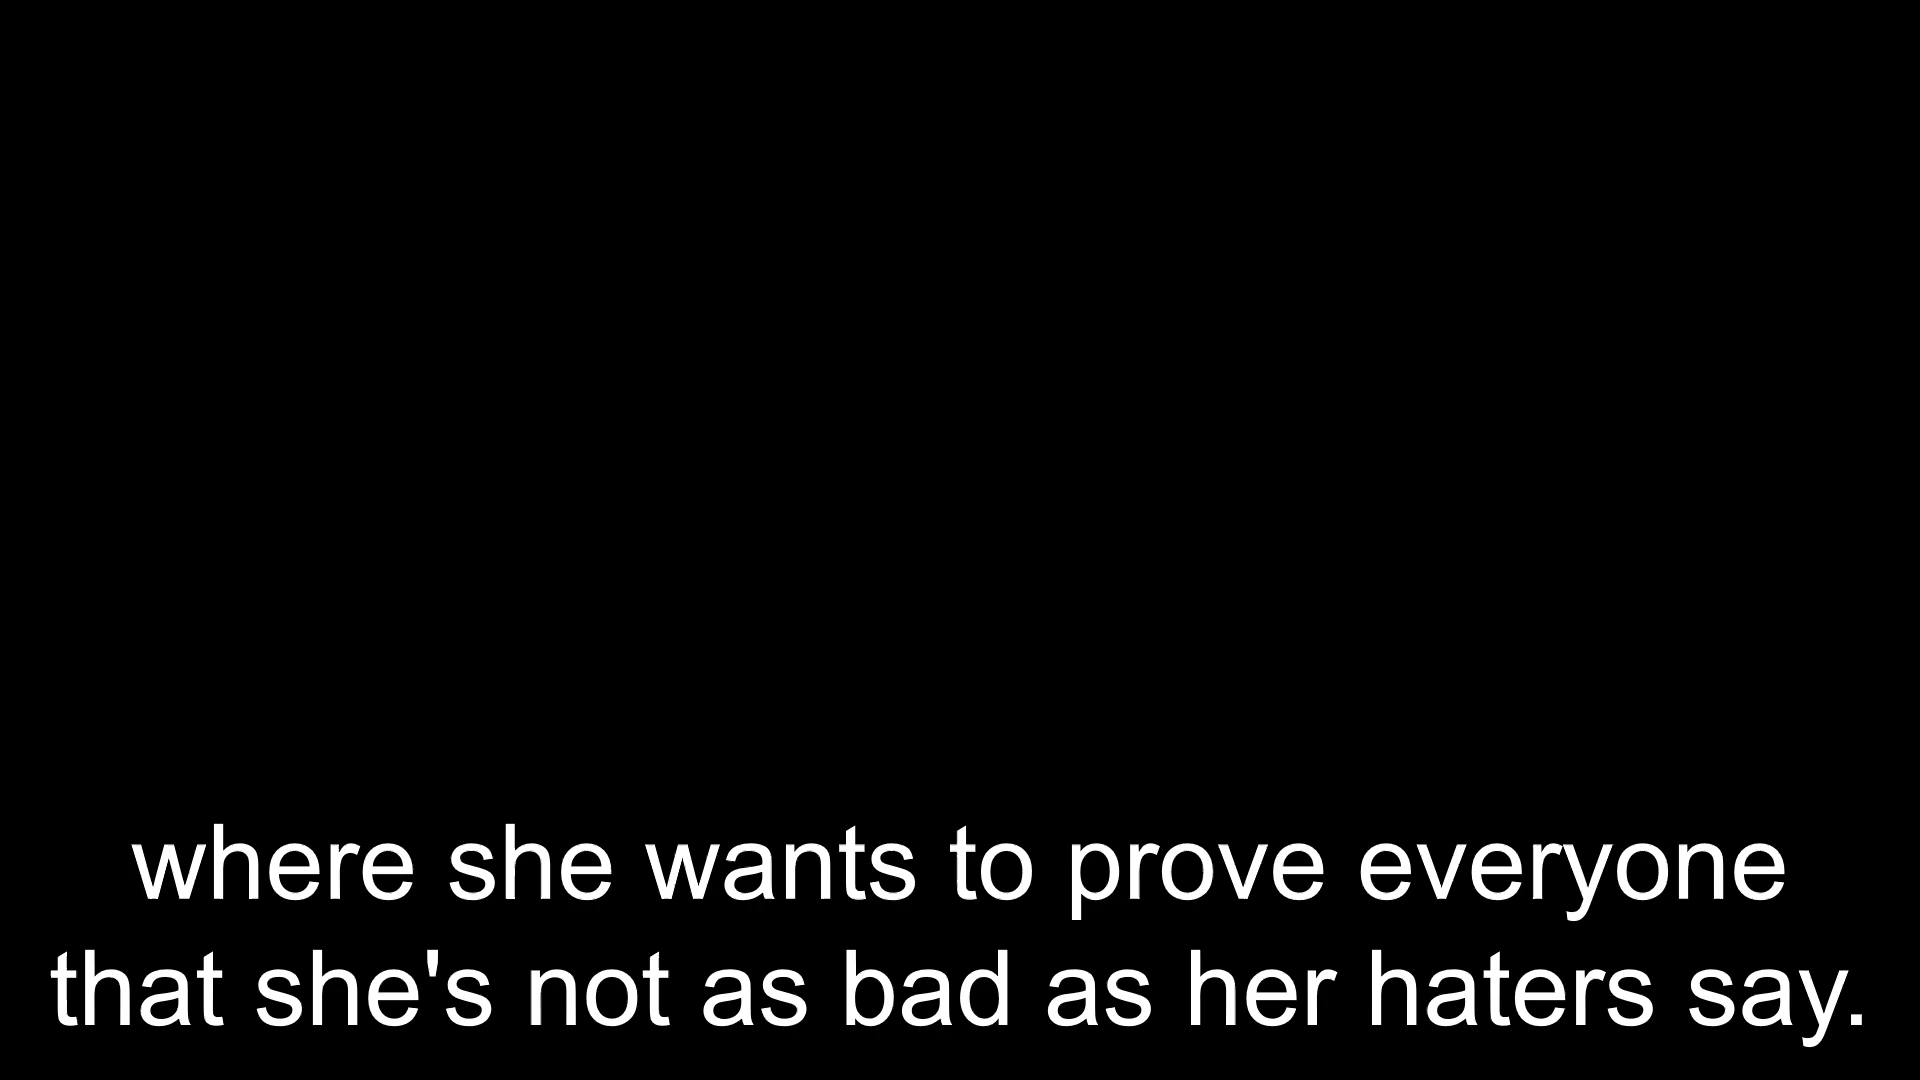 where she wants to prove everyone
that she's not as bad as her haters say.